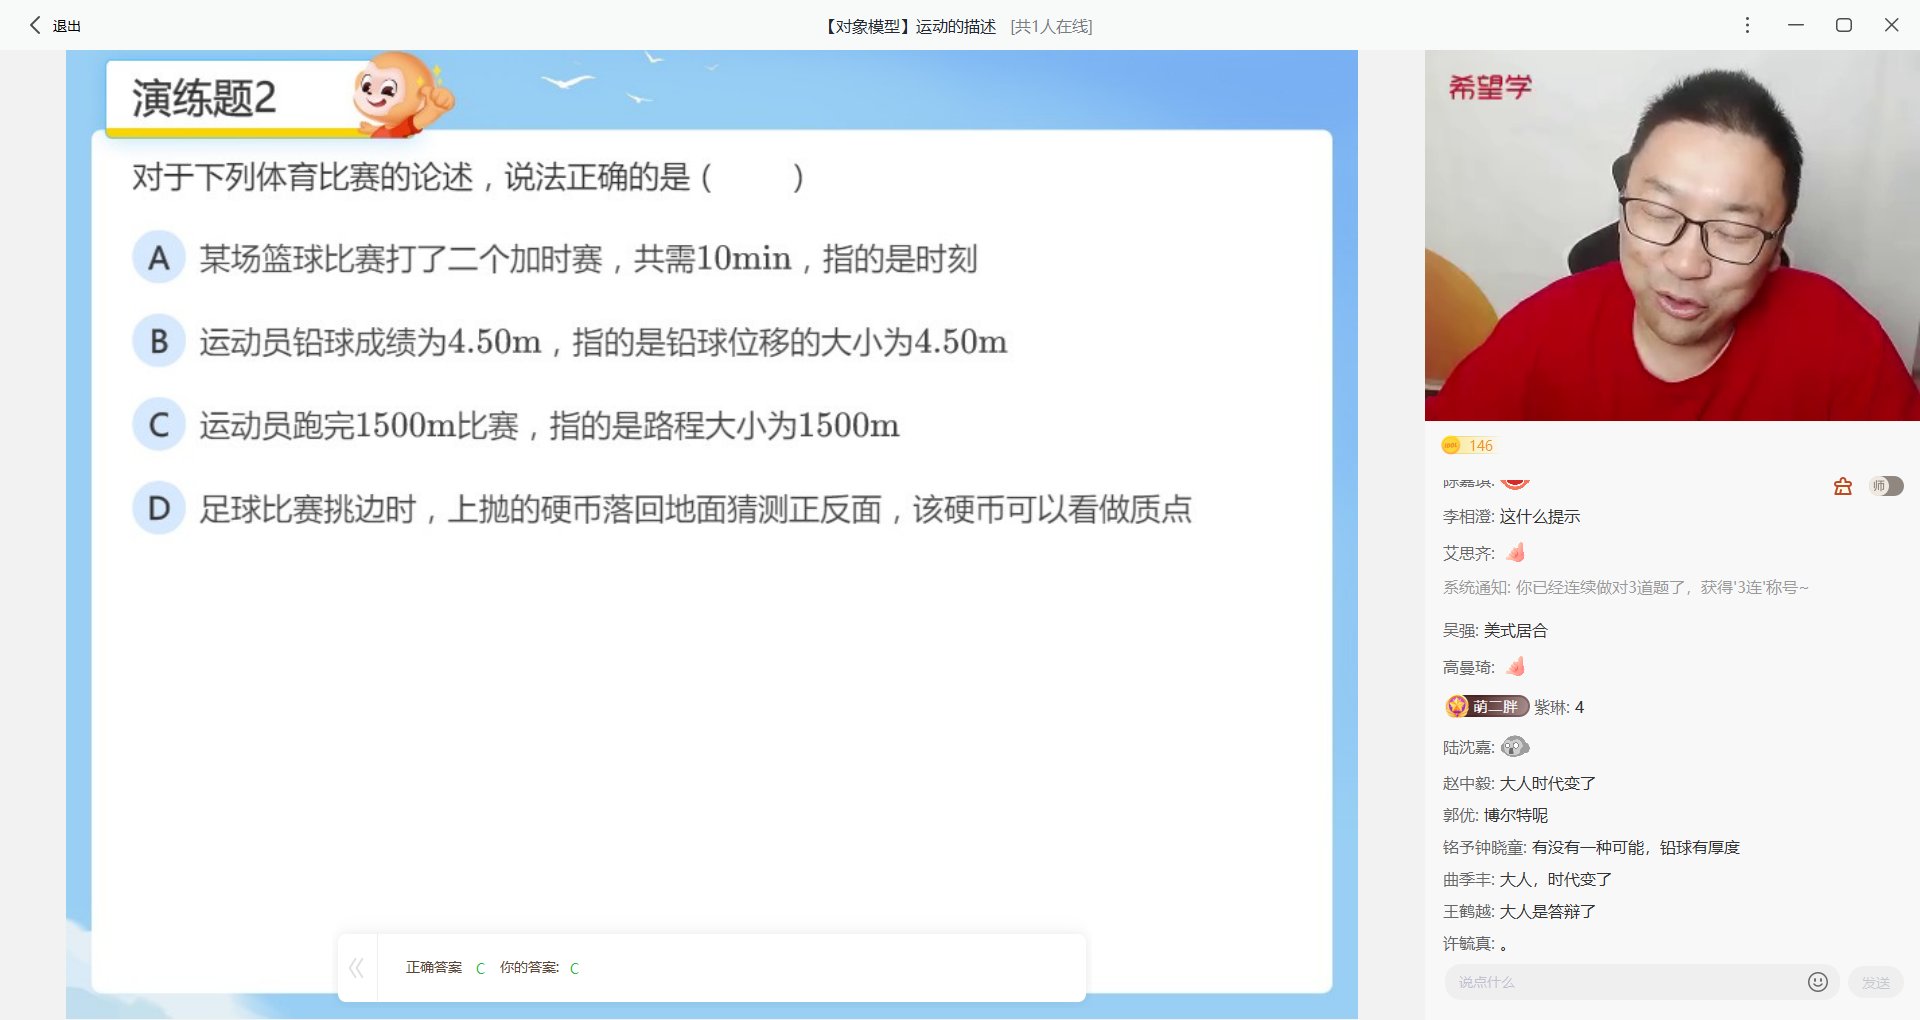 退出
【对象模型】运动的描述 [共1人在线]
演练题2
对于下列体育比赛的论述，说法正确的是（ ）
A 某场篮球比赛打了二个加时赛，共需10min，指的是时刻
B 运动员铅球成绩为4.50m，指的是铅球位移的大小为4.50m
C 运动员跑完1500m比赛，指的是路程大小为1500m
D 足球比赛挑边时，上抛的硬币落回地面猜测正反面，该硬币可以看做质点
正确答案 C 你的答案: C
希望学
146
师
李相澄: 这什么提示
艾思齐:
系统通知: 你已经连续做对3道题了，获得'3连'称号~
吴强: 美式居合
高曼琦:
萌二胖 紫琳: 4
陆沈嘉:
赵中毅: 大人时代变了
郭优: 博尔特呢
铭予钟晓童: 有没有一种可能，铅球有厚度
曲季丰: 大人，时代变了
王鹤越: 大人是答辩了
许毓真: 。
说点什么
发送